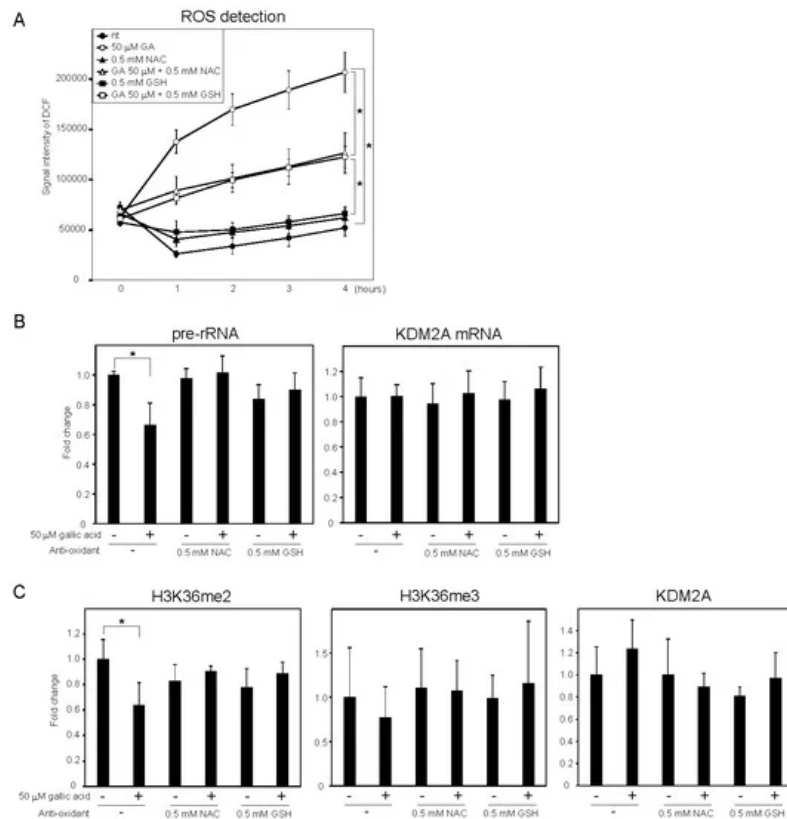 A
ROS detection
nt
50 μM GA
0.5 mM NAC
GA 50 μM + 0.5 mM NAC
0.5 mM GSH
GA 50 μM + 0.5 mM GSH
Signal intensity of DCF
200000
150000
100000
50000
0
0 1 2 3 4 (hours)
*
*
*
B
pre-rRNA
Fold change
1.0
0.8
0.6
0.4
0.2
0
*
KDM2A mRNA
1.2
1.0
0.8
0.6
0.4
0.2
0
50 μM gallic acid - + - + - + - + - + - +
Anti-oxidant - 0.5 mM NAC 0.5 mM GSH - 0.5 mM NAC 0.5 mM GSH
C
H3K36me2
Fold change
1.2
1.0
0.8
0.6
0.4
0.2
0
*
H3K36me3
1.5
1.0
0.5
0
KDM2A
1.4
1.2
1.0
0.8
0.6
0.4
0.2
0
50 μM gallic acid - + - + - + - + - + - + - + - + - +
Anti-oxidant - 0.5 mM NAC 0.5 mM GSH - 0.5 mM NAC 0.5 mM GSH - 0.5 mM NAC 0.5 mM GSH